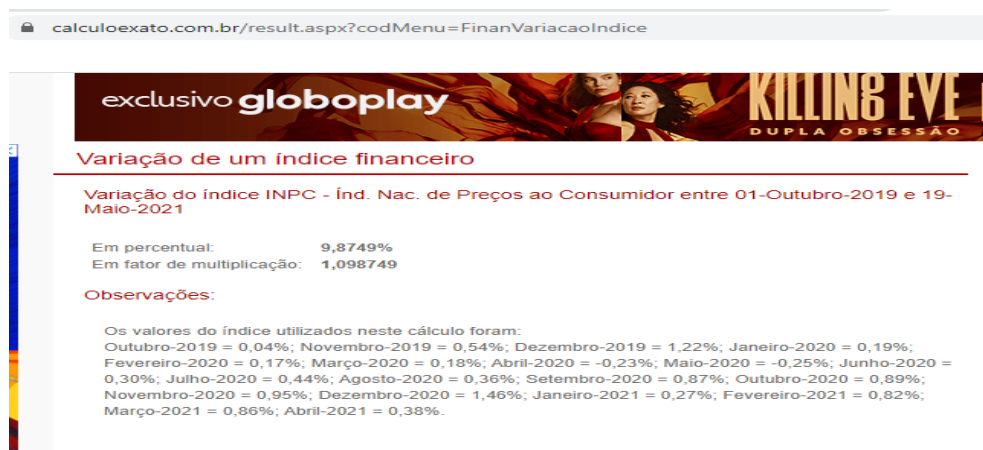 calculoexato.com.br/result.aspx?codMenu=FinanVariacaoIndice
exclusivo globoplay
KILLING EVE
DUPLA OBSESSÃO
Variação de um índice financeiro
Variação do índice INPC - Índ. Nac. de Preços ao Consumidor entre 01-Outubro-2019 e 19-
Maio-2021
Em percentual: 9,8749%
Em fator de multiplicação: 1,098749
Observações:
Os valores do índice utilizados neste cálculo foram:
Outubro-2019 = 0,04%; Novembro-2019 = 0,54%; Dezembro-2019 = 1,22%; Janeiro-2020 = 0,19%;
Fevereiro-2020 = 0,17%; Março-2020 = 0,18%; Abril-2020 = -0,23%; Maio-2020 = -0,25%; Junho-2020 =
0,30%; Julho-2020 = 0,44%; Agosto-2020 = 0,36%; Setembro-2020 = 0,87%; Outubro-2020 = 0,89%;
Novembro-2020 = 0,95%; Dezembro-2020 = 1,46%; Janeiro-2021 = 0,27%; Fevereiro-2021 = 0,82%;
Março-2021 = 0,86%; Abril-2021 = 0,38%.